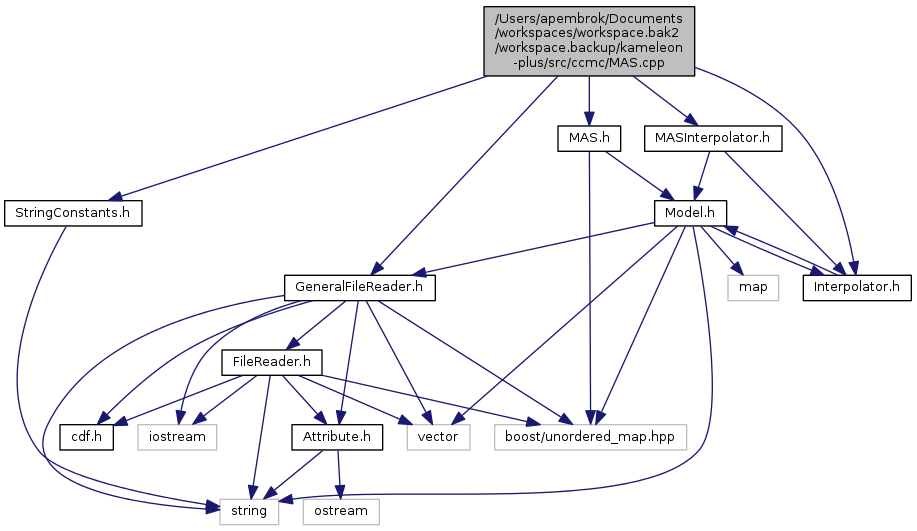 /Users/apembrok/Documents
/workspaces/workspace.bak2
/workspace.backup/kameleon
-plus/src/ccmc/MAS.cpp
MAS.h
MASInterpolator.h
StringConstants.h
Model.h
GeneralFileReader.h
map
Interpolator.h
FileReader.h
cdf.h
iostream
Attribute.h
vector
boost/unordered_map.hpp
string
ostream